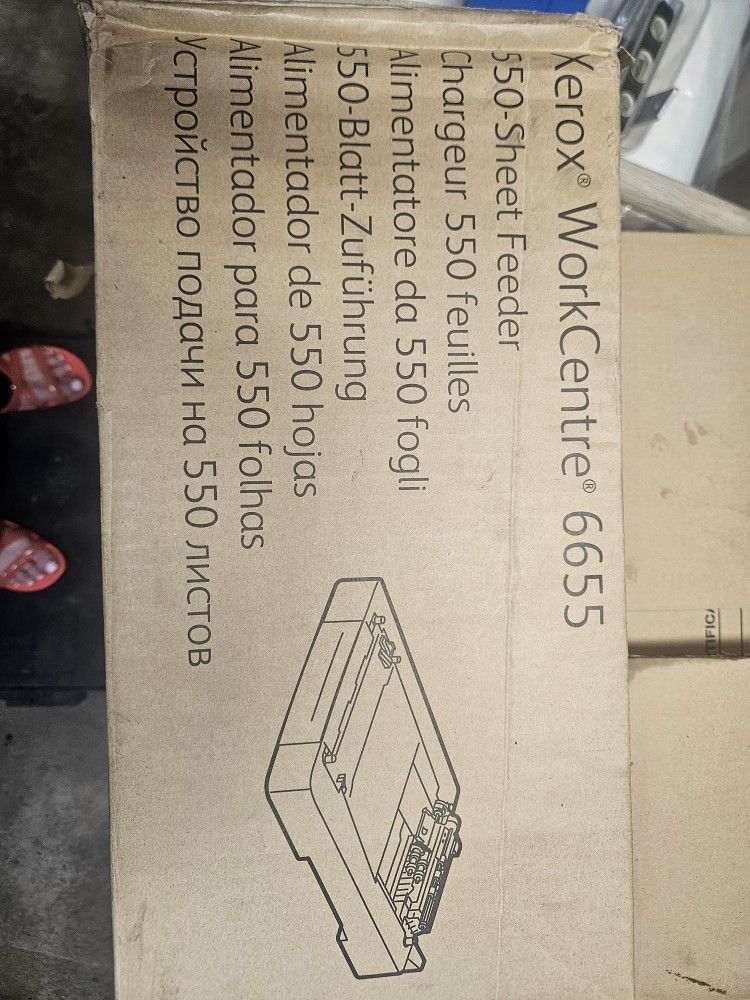 Xerox® WorkCentre® 6655
550-Sheet Feeder
Chargeur 550 feuilles
Alimentatore da 550 fogli
550-Blatt-Zuführung
Alimentador de 550 hojas
Alimentador para 550 folhas
Устройство подачи на 550 листов